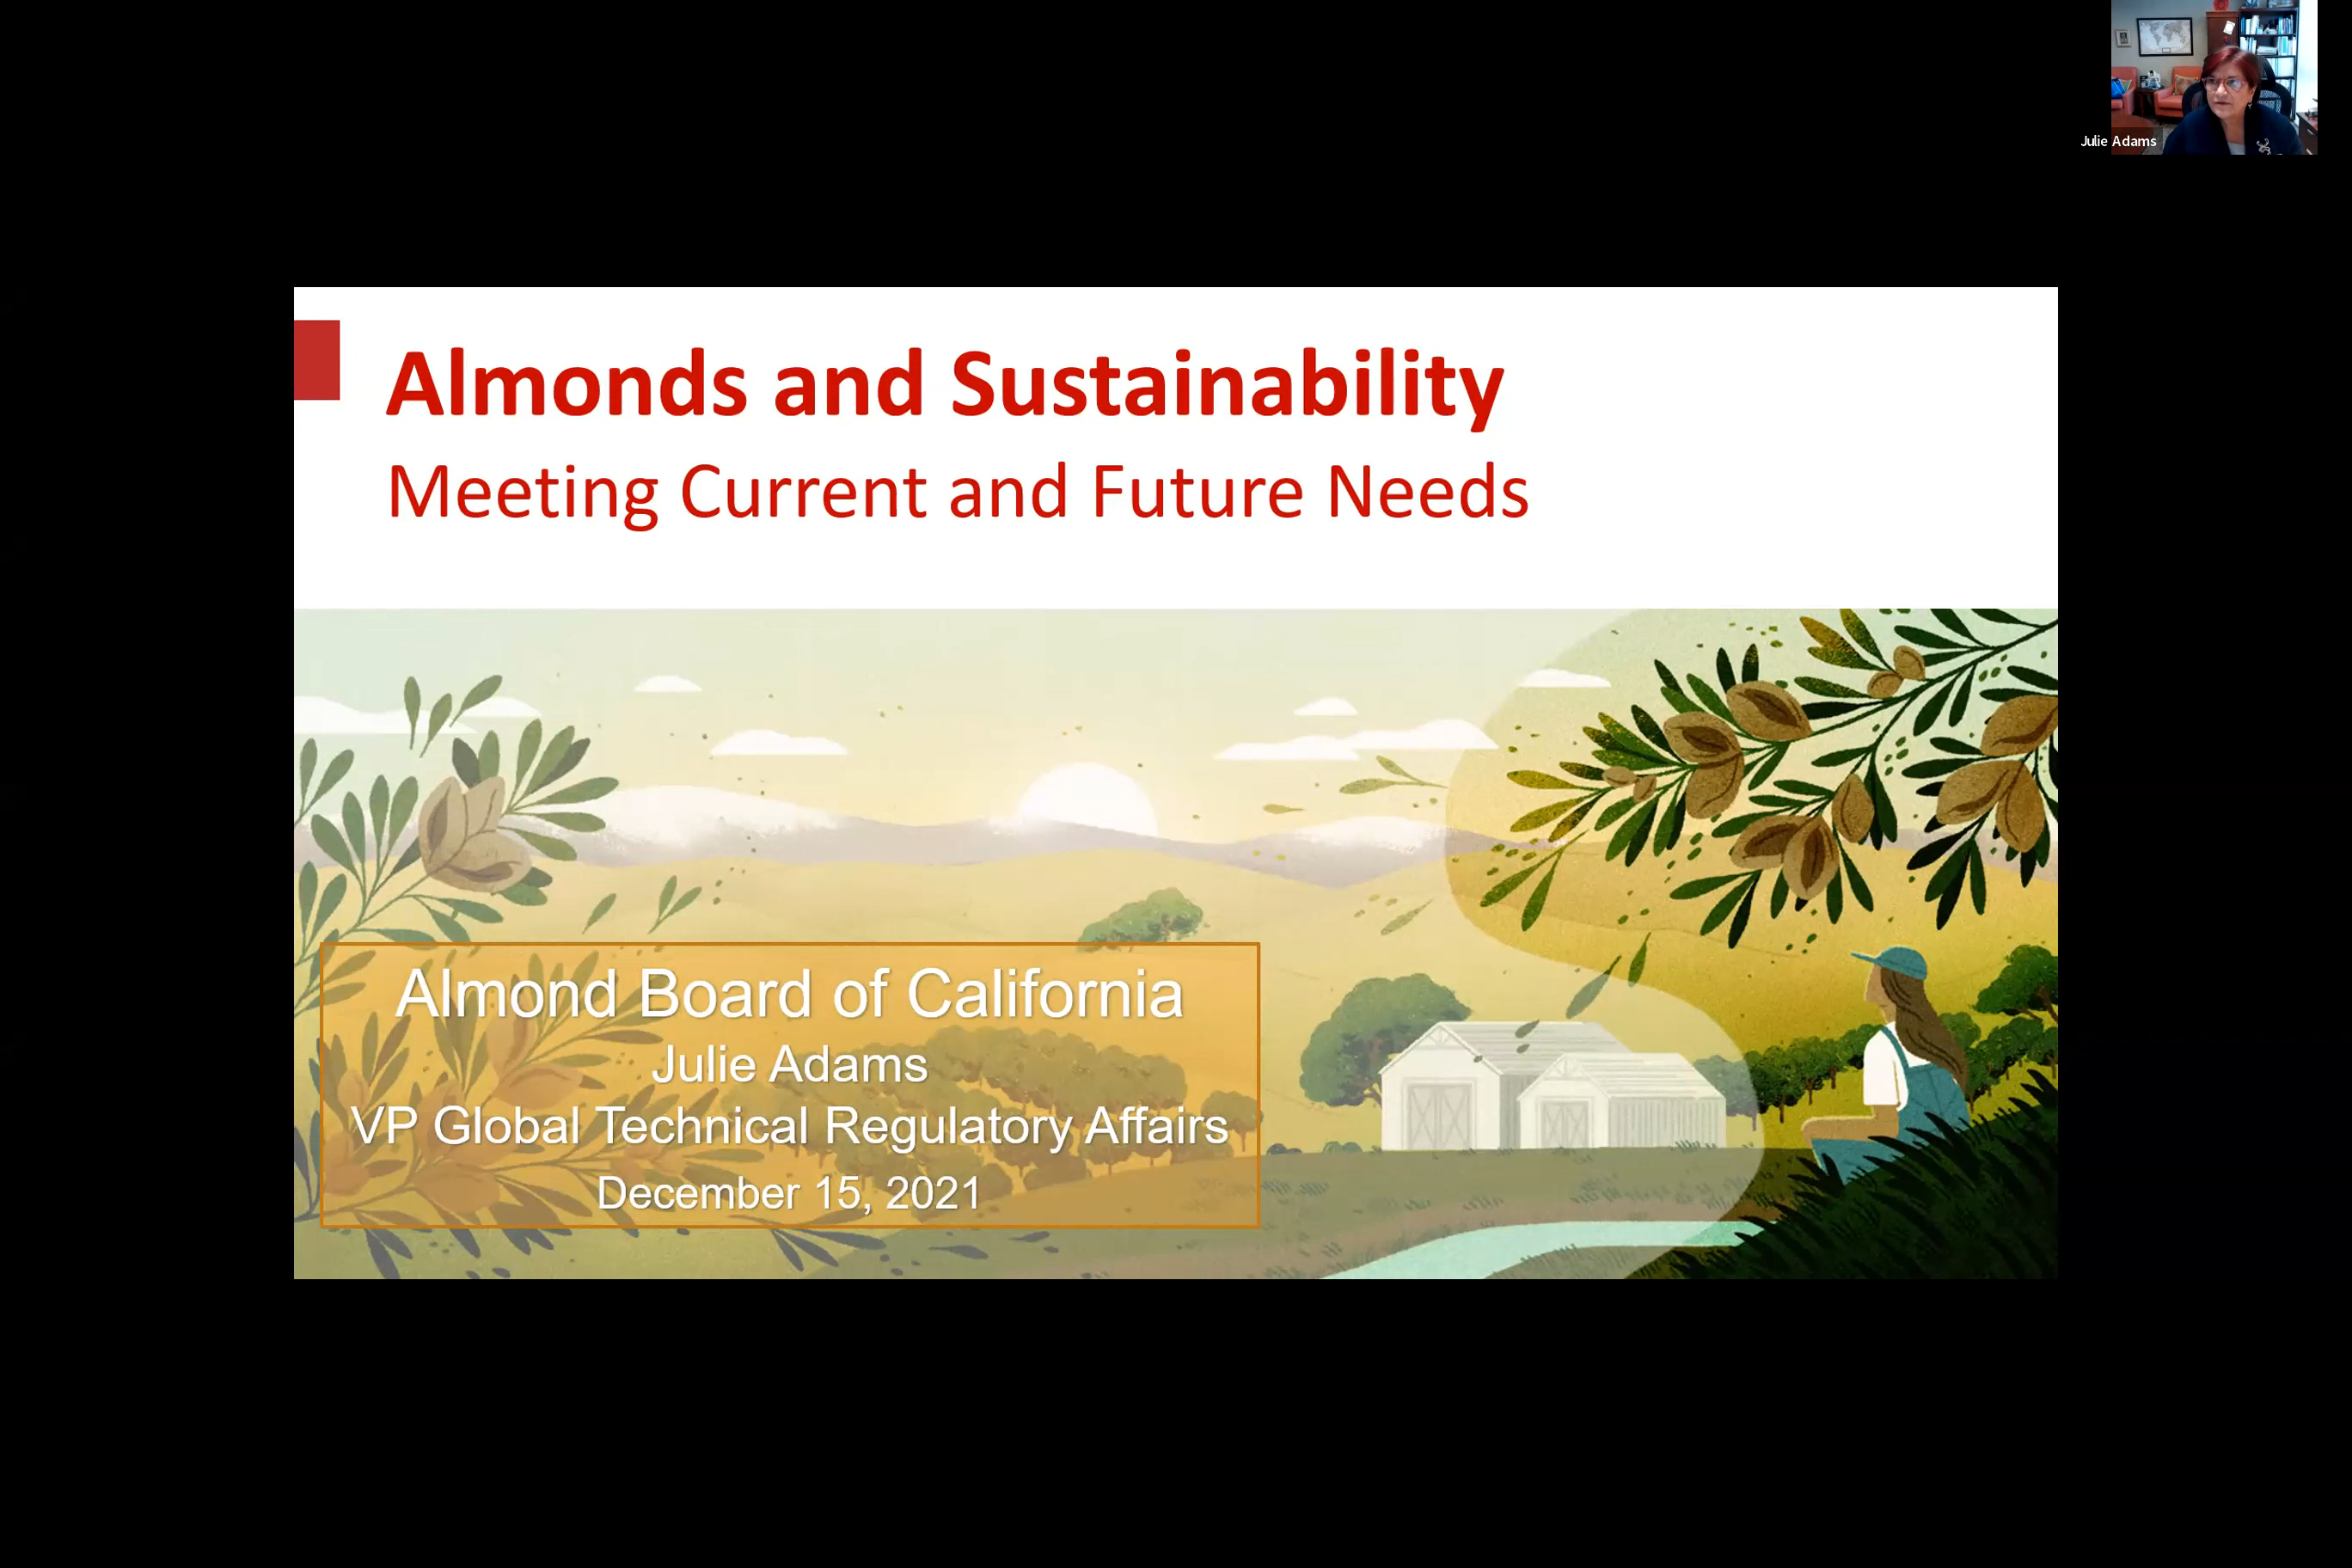 Julie Adams
Almonds and Sustainability
Meeting Current and Future Needs
Almond Board of California
Julie Adams
VP Global Technical Regulatory Affairs
December 15, 2021